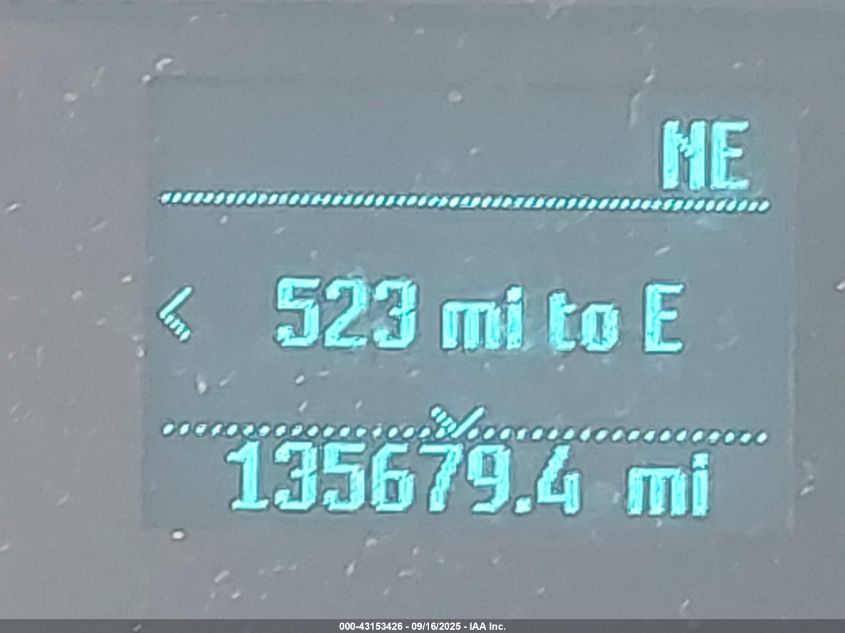 NE
< 523 mi to E
135679.4 mi
000-43153426 - 09/16/2025 - IAA Inc.